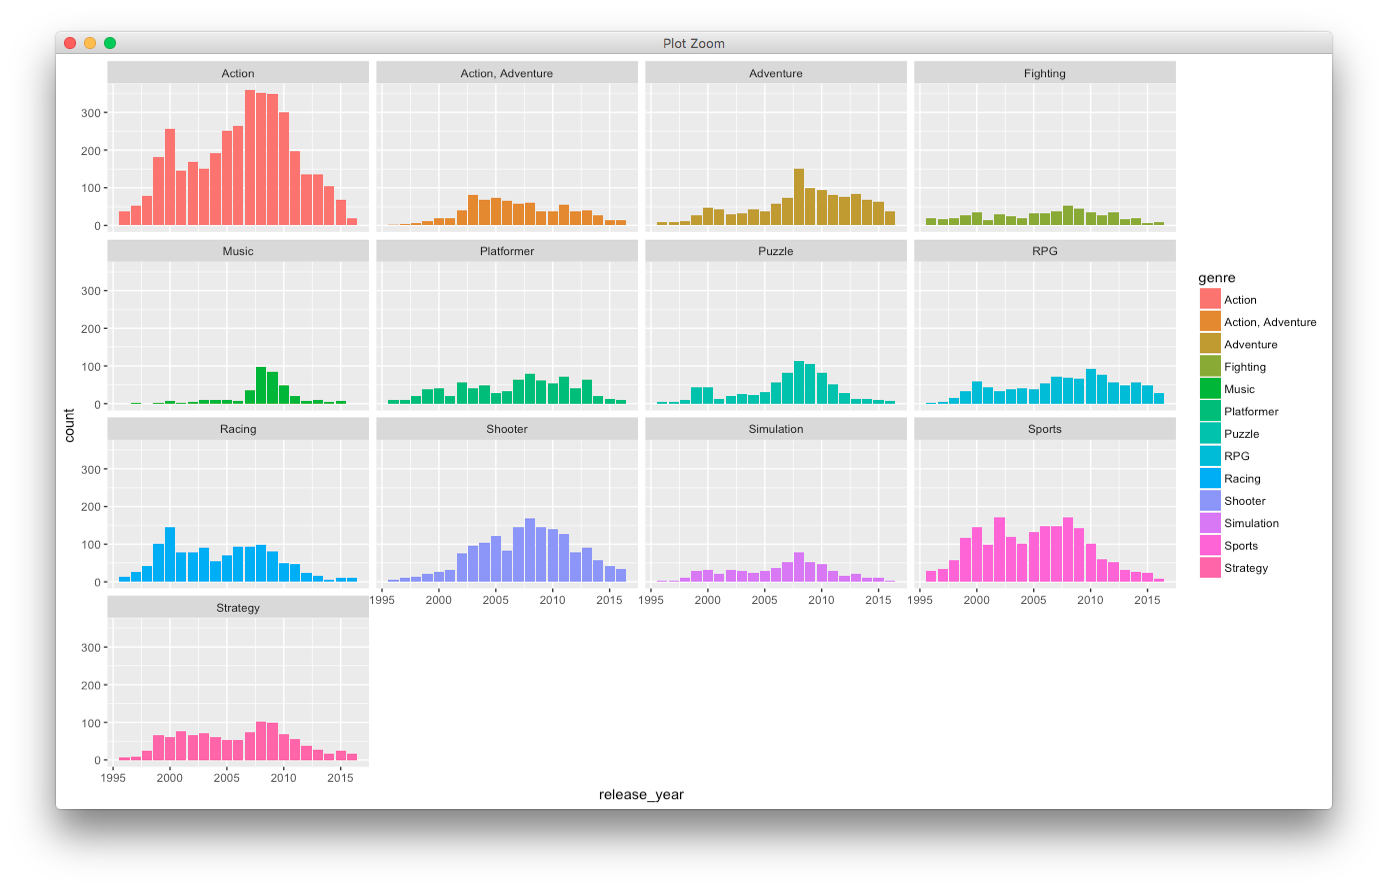 Plot Zoom
Action Action, Adventure Adventure Fighting
300
200
100
0
Music Platformer Puzzle RPG
300
200
100
0
count
Racing Shooter Simulation Sports
300
200
100
0
1995 2000 2005 2010 2015 1995 2000 2005 2010 2015 1995 2000 2005 2010 2015
Strategy
300
200
100
0
1995 2000 2005 2010 2015
release_year
genre
Action
Action, Adventure
Adventure
Fighting
Music
Platformer
Puzzle
RPG
Racing
Shooter
Simulation
Sports
Strategy